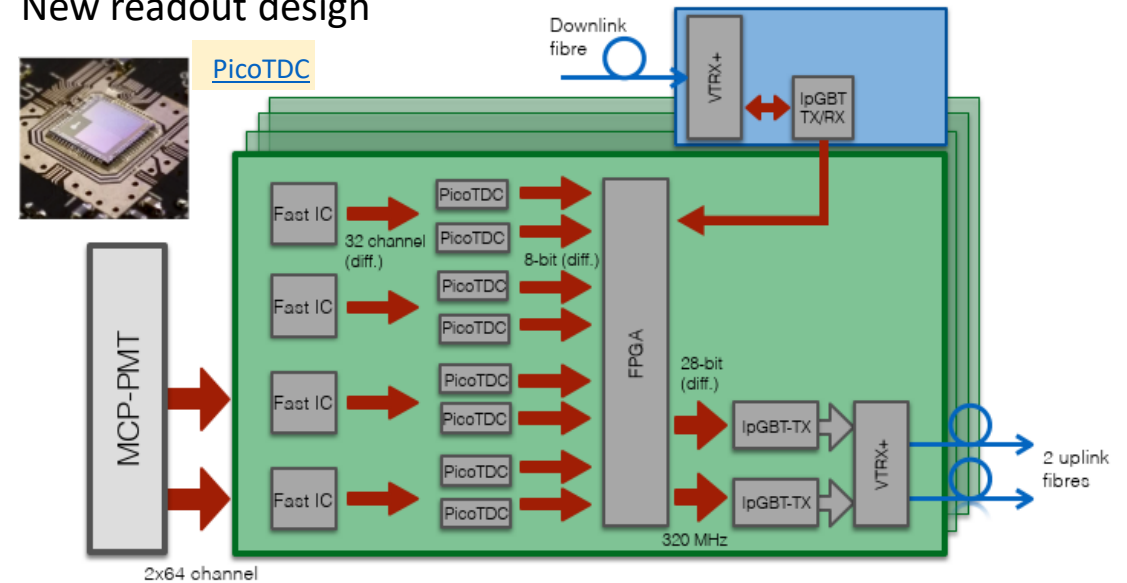 New readout design
PicoTDC
Downlink
fibre
VTRX+
lpGBT
TX/RX
MCP-PMT
2x64 channel
Fast IC
Fast IC
Fast IC
Fast IC
32 channel
(diff.)
PicoTDC
PicoTDC
PicoTDC
PicoTDC
PicoTDC
PicoTDC
PicoTDC
PicoTDC
8-bit (diff.)
FPGA
28-bit
(diff.)
320 MHz
lpGBT-TX
lpGBT-TX
VTRX+
2 uplink
fibres